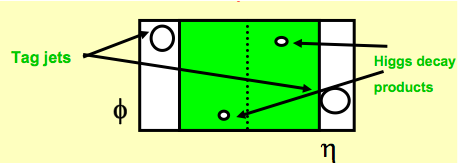 Tag jets
Higgs decay
products
ϕ
η